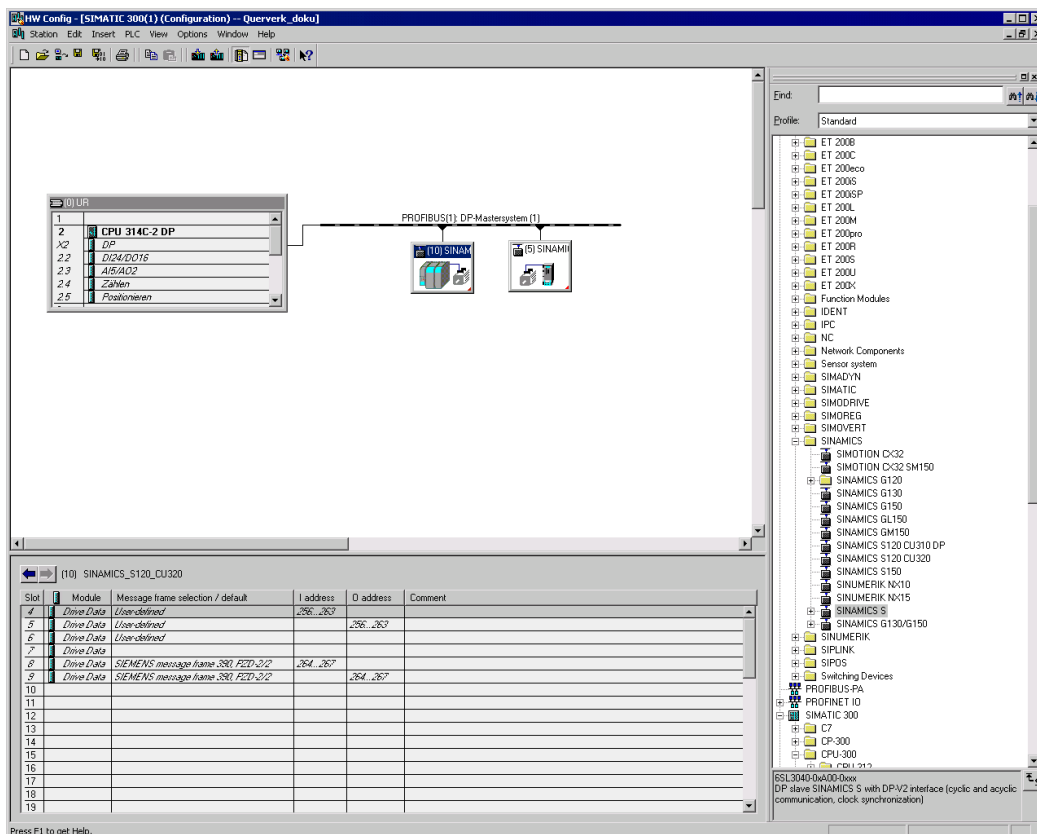 HW Config - [SIMATIC 300(1) (Configuration) -- Querverk_doku]
Station Edit Insert PLC View Options Window Help
(0) UR
1
2 CPU 314C-2 DP
X2 DP
2.2 DI24/DO16
2.3 AI5/AO2
2.4 Zählen
2.5 Positionieren
PROFIBUS(1): DP-Mastersystem (1)
(10) SINAM
(5) SINAMI
Find:
Profile: Standard
ET 200B
ET 200C
ET 200eco
ET 200iS
ET 200iSP
ET 200L
ET 200M
ET 200pro
ET 200R
ET 200S
ET 200U
ET 200X
Function Modules
IDENT
IPC
NC
Network Components
Sensor system
SIMADYN
SIMATIC
SIMODRIVE
SIMOREG
SIMOVERT
SINAMICS
SIMOTION CX32
SIMOTION CX32 SM150
SINAMICS G120
SINAMICS G130
SINAMICS G150
SINAMICS GL150
SINAMICS GM150
SINAMICS S120 CU310 DP
SINAMICS S120 CU320
SINAMICS S150
SINUMERIK NX10
SINUMERIK NX15
SINAMICS S
SINAMICS G130/G150
SINUMERIK
SIPLINK
SIPOS
Switching Devices
PROFIBUS-PA
PROFINET IO
SIMATIC 300
C7
CP-300
CPU-300
CPU 312
6SL3040-0xA00-0xxx
DP slave SINAMICS S with DP-V2 interface (cyclic and acyclic
communication, clock synchronization)
(10) SINAMICS_S120_CU320
Slot Module Message frame selection / default I address O address Comment
4 Drive Data User-defined 256...263
5 Drive Data User-defined 256...263
6 Drive Data User-defined
7 Drive Data
8 Drive Data SIEMENS message frame 390, PZD-2/2 264...267
9 Drive Data SIEMENS message frame 390, PZD-2/2 264...267
10
11
12
13
14
15
16
17
18
19
Press F1 to get Help.